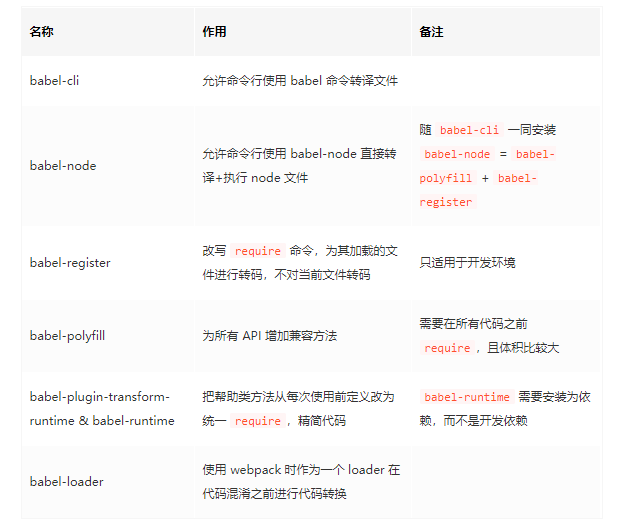 名称 作用 备注
babel-cli 允许命令行使用 babel 命令转译文件
babel-node
允许命令行使用 babel-node 直接转
译+执行 node 文件
随 babel-cli 一同安装
babel-node = babel-
polyfill + babel-
register
babel-register
改写 require 命令，为其加载的文
件进行转码，不对当前文件转码
只适用于开发环境
babel-polyfill
为所有 API 增加兼容方法
需要在所有代码之前
require，且体积比较大
babel-plugin-transform-
runtime & babel-runtime
把帮助类方法从每次使用前定义改为
统一 require，精简代码
babel-runtime 需要安装为依
赖，而不是开发依赖
babel-loader
使用 webpack 时作为一个 loader 在
代码混淆之前进行代码转换